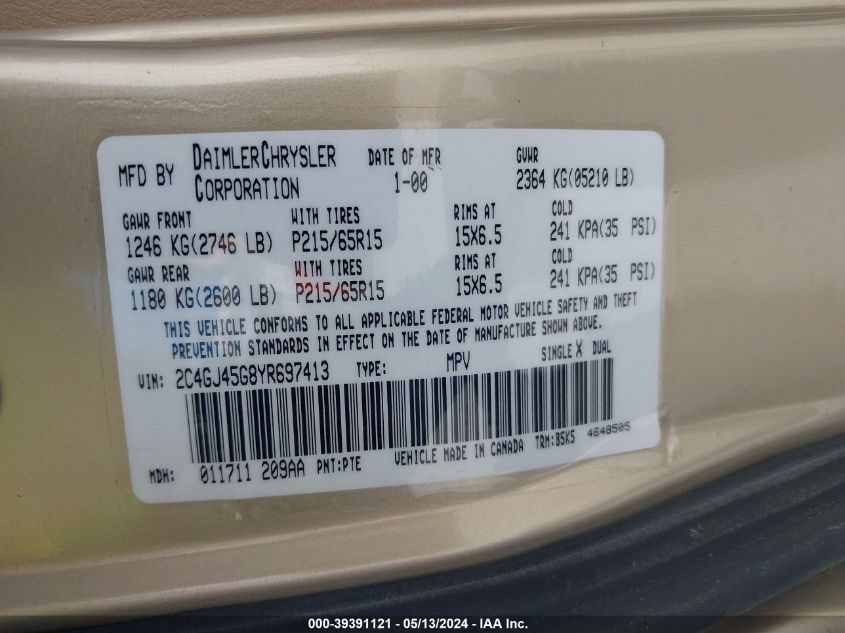 MFD BY DAIMLERCHRYSLER CORPORATION DATE OF MFR 1-00 GVWR 2364 KG(05210 LB)
GAWR FRONT WITH TIRES RIMS AT COLD
1246 KG(2746 LB) P215/65R15 15X6.5 241 KPA(35 PSI)
GAWR REAR WITH TIRES RIMS AT COLD
1180 KG(2600 LB) P215/65R15 15X6.5 241 KPA(35 PSI)
THIS VEHICLE CONFORMS TO ALL APPLICABLE FEDERAL MOTOR VEHICLE SAFETY AND THEFT
PREVENTION STANDARDS IN EFFECT ON THE DATE OF MANUFACTURE SHOWN ABOVE.
VIN: 2C4GJ45G8YR697413 TYPE: MPV SINGLE X DUAL
MDH: 011711 209AA PNT:PTE VEHICLE MADE IN CANADA TRM:B5K5 4648505
000-39391121 - 05/13/2024 - IAA Inc.